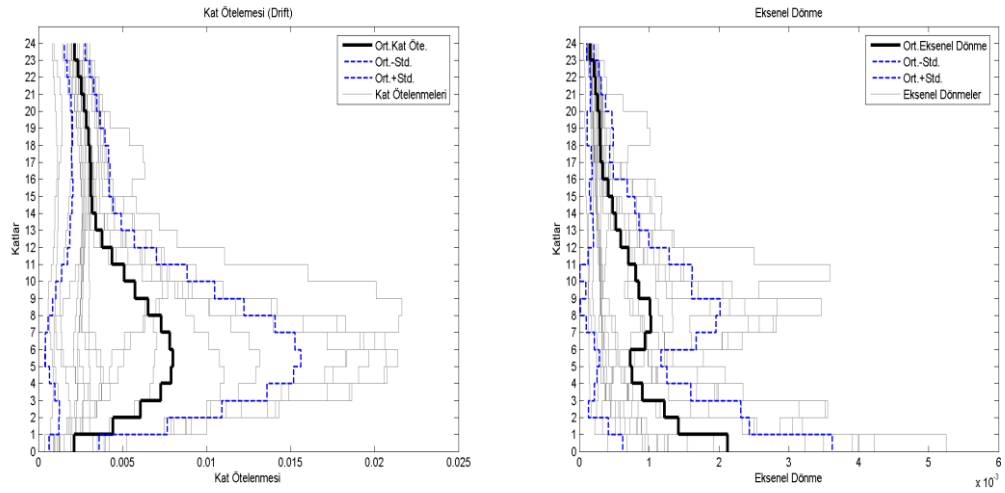 Kat Ötelemesi (Drift)
Katlar
24
23
22
21
20
19
18
17
16
15
14
13
12
11
10
9
8
7
6
5
4
3
2
1
0
Ort.Kat Öte.
Ort.-Std.
Ort.+Std.
Kat Ötelenmeleri
0 0.005 0.01 0.015 0.02 0.025
Kat Ötelenmesi
Eksenel Dönme
Katlar
24
23
22
21
20
19
18
17
16
15
14
13
12
11
10
9
8
7
6
5
4
3
2
1
0
Ort.Eksenel Dönme
Ort.-Std.
Ort.+Std.
Eksenel Dönmeler
0 1 2 3 4 5 6
Eksenel Dönme
x 10⁻³